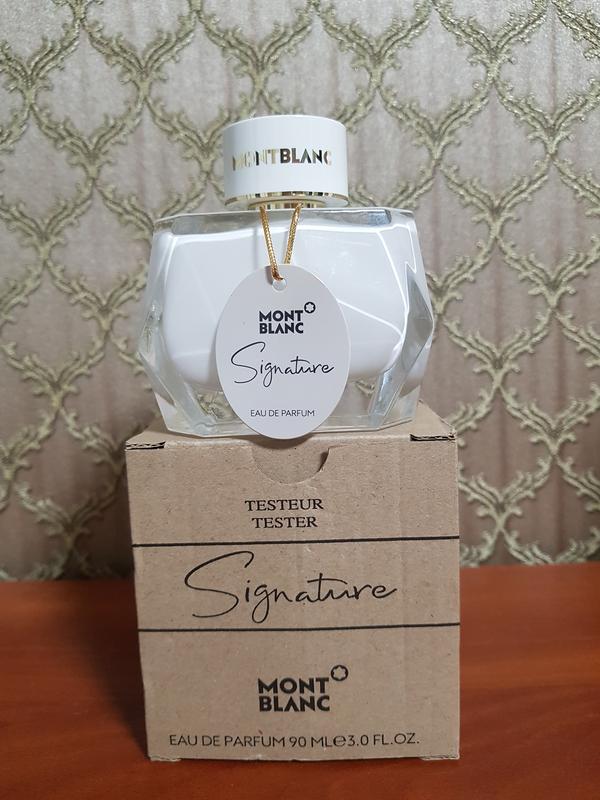 MONTBLANC
MONT
BLANC
Signature
EAU DE PARFUM
TESTEUR
TESTER
Signature
MONT
BLANC
EAU DE PARFUM 90 ML℮3.0 FL.OZ.